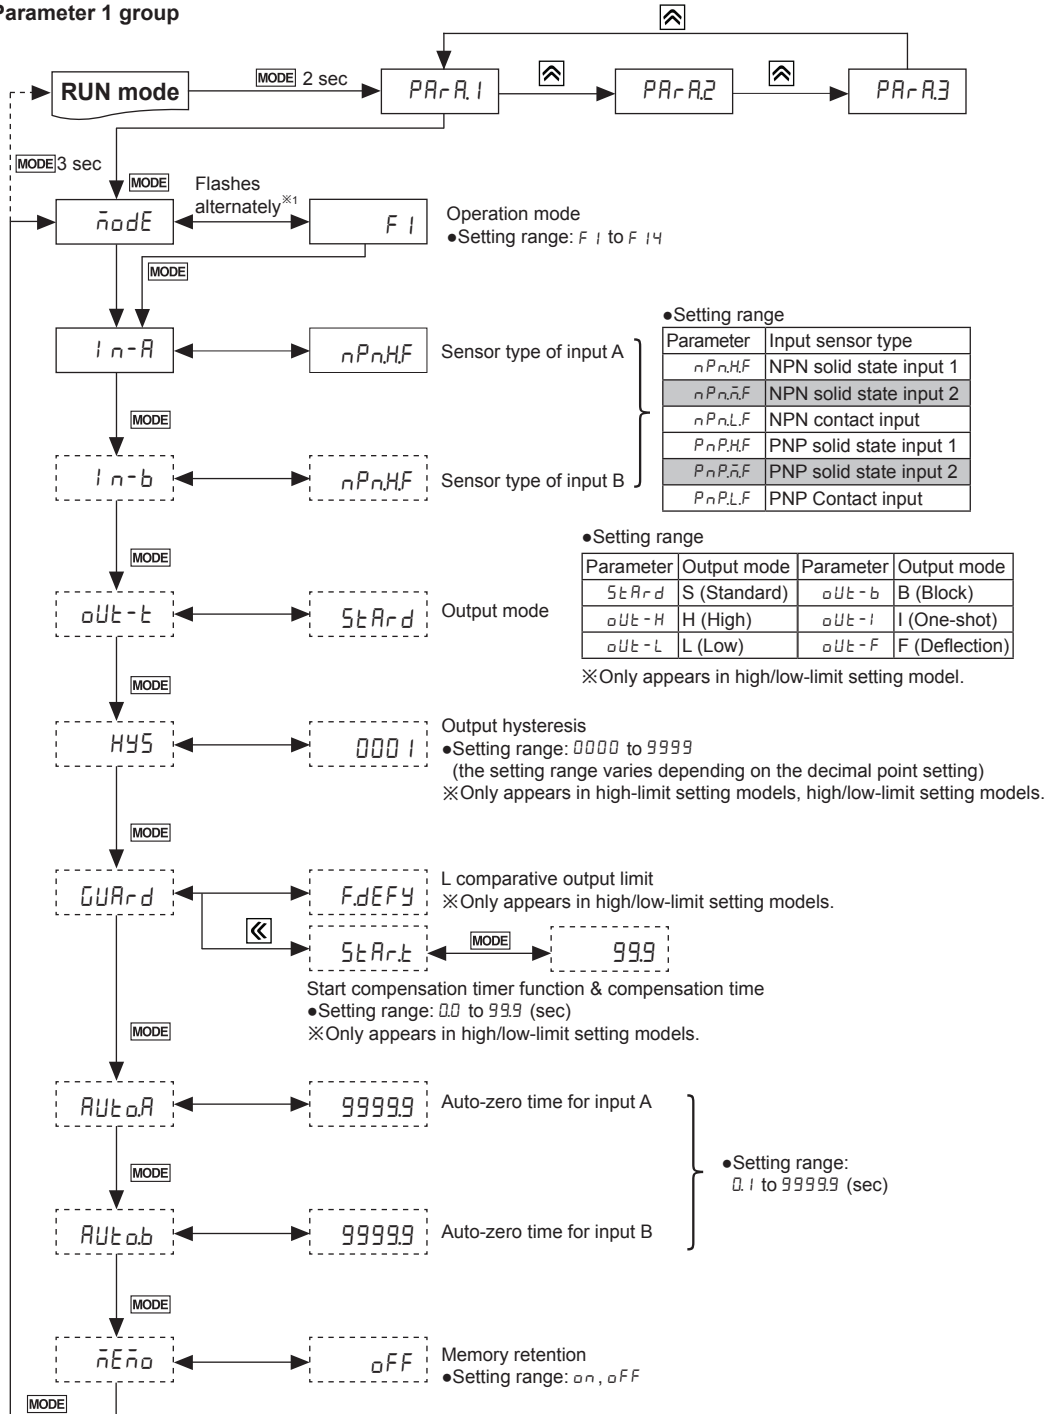 Parameter 1 group
RUN mode
MODE 2 sec
PArA.1
PArA.2
PArA.3
MODE 3 sec
MODE
Flashes
alternately※1
modE
F 1
Operation mode
●Setting range: F 1 to F 14
MODE
●Setting range
In-A
nPn.H.F
Sensor type of input A
Parameter Input sensor type
nPn.H.F NPN solid state input 1
nPn.m.F NPN solid state input 2
nPn.L.F NPN contact input
PnP.H.F PNP solid state input 1
PnP.m.F PNP solid state input 2
PnP.L.F PNP Contact input
MODE
In-b
nPn.H.F
Sensor type of input B
●Setting range
MODE
Parameter Output mode Parameter Output mode
StArd S (Standard) oUt-b B (Block)
oUt-H H (High) oUt-I I (One-shot)
oUt-L L (Low) oUt-F F (Deflection)
※Only appears in high/low-limit setting model.
oUt-t
StArd
Output mode
MODE
HYS
0001
Output hysteresis
●Setting range: 0000 to 9999
(the setting range varies depending on the decimal point setting)
※Only appears in high-limit setting models, high/low-limit setting models.
MODE
GUArd
F.dEFY
L comparative output limit
※Only appears in high/low-limit setting models.
StAr.t
MODE
99.9
Start compensation timer function & compensation time
●Setting range: 0.0 to 99.9 (sec)
※Only appears in high/low-limit setting models.
MODE
AUto.A
9999.9
Auto-zero time for input A
●Setting range:
0.1 to 9999.9 (sec)
MODE
AUto.b
9999.9
Auto-zero time for input B
MODE
mEmo
oFF
Memory retention
●Setting range: on, oFF
MODE